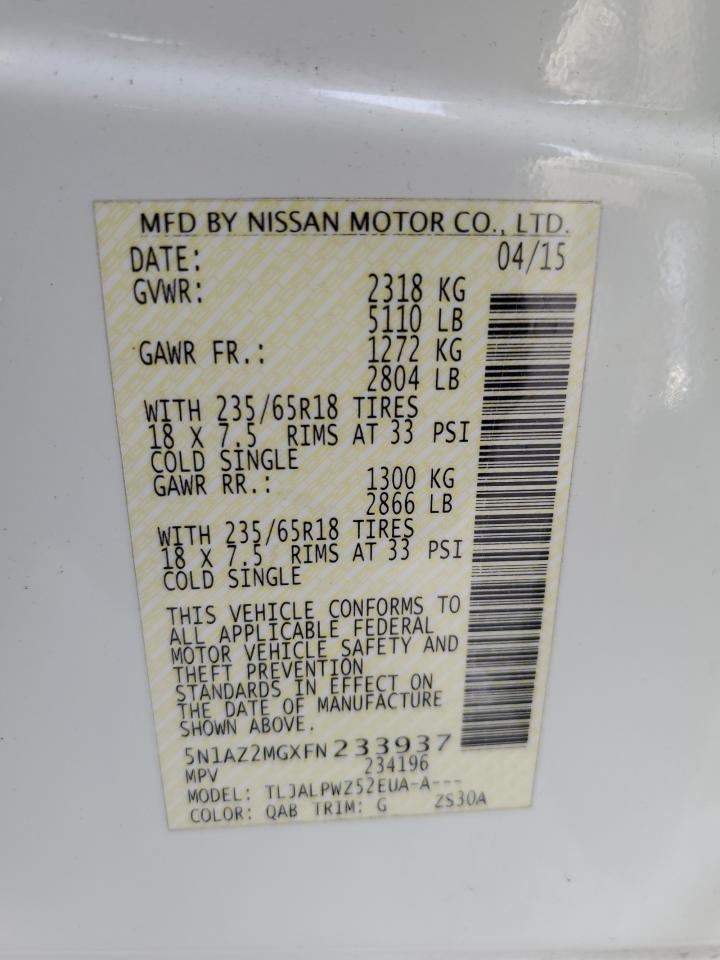 MFD BY NISSAN MOTOR CO., LTD.
DATE: 04/15
GVWR: 2318 KG
5110 LB
GAWR FR.: 1272 KG
2804 LB
WITH 235/65R18 TIRES
18 X 7.5 RIMS AT 33 PSI
COLD SINGLE
GAWR RR.: 1300 KG
2866 LB
WITH 235/65R18 TIRES
18 X 7.5 RIMS AT 33 PSI
COLD SINGLE
THIS VEHICLE CONFORMS TO
ALL APPLICABLE FEDERAL
MOTOR VEHICLE SAFETY AND
THEFT PREVENTION
STANDARDS IN EFFECT ON
THE DATE OF MANUFACTURE
SHOWN ABOVE.
5N1AZ2MGXFN233937
MPV 234196
MODEL: TLJALPWZ52EUA-A---
COLOR: QAB TRIM: G ZS30A